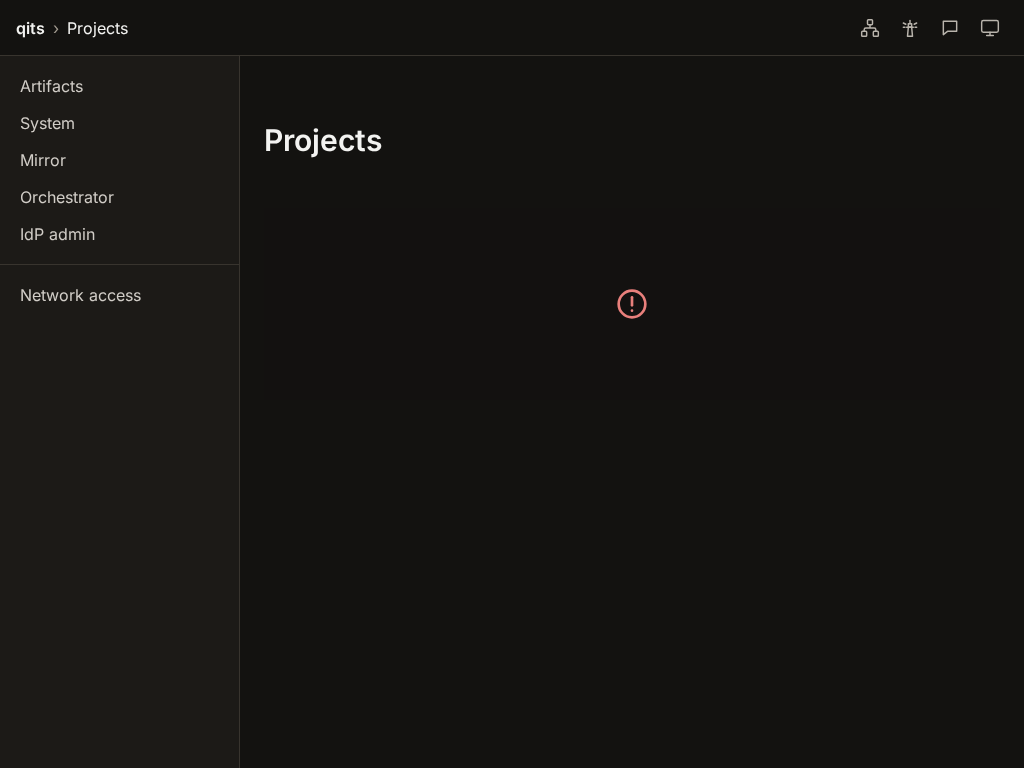 qits › Projects
Artifacts
System
Mirror
Orchestrator
IdP admin
Network access
Projects